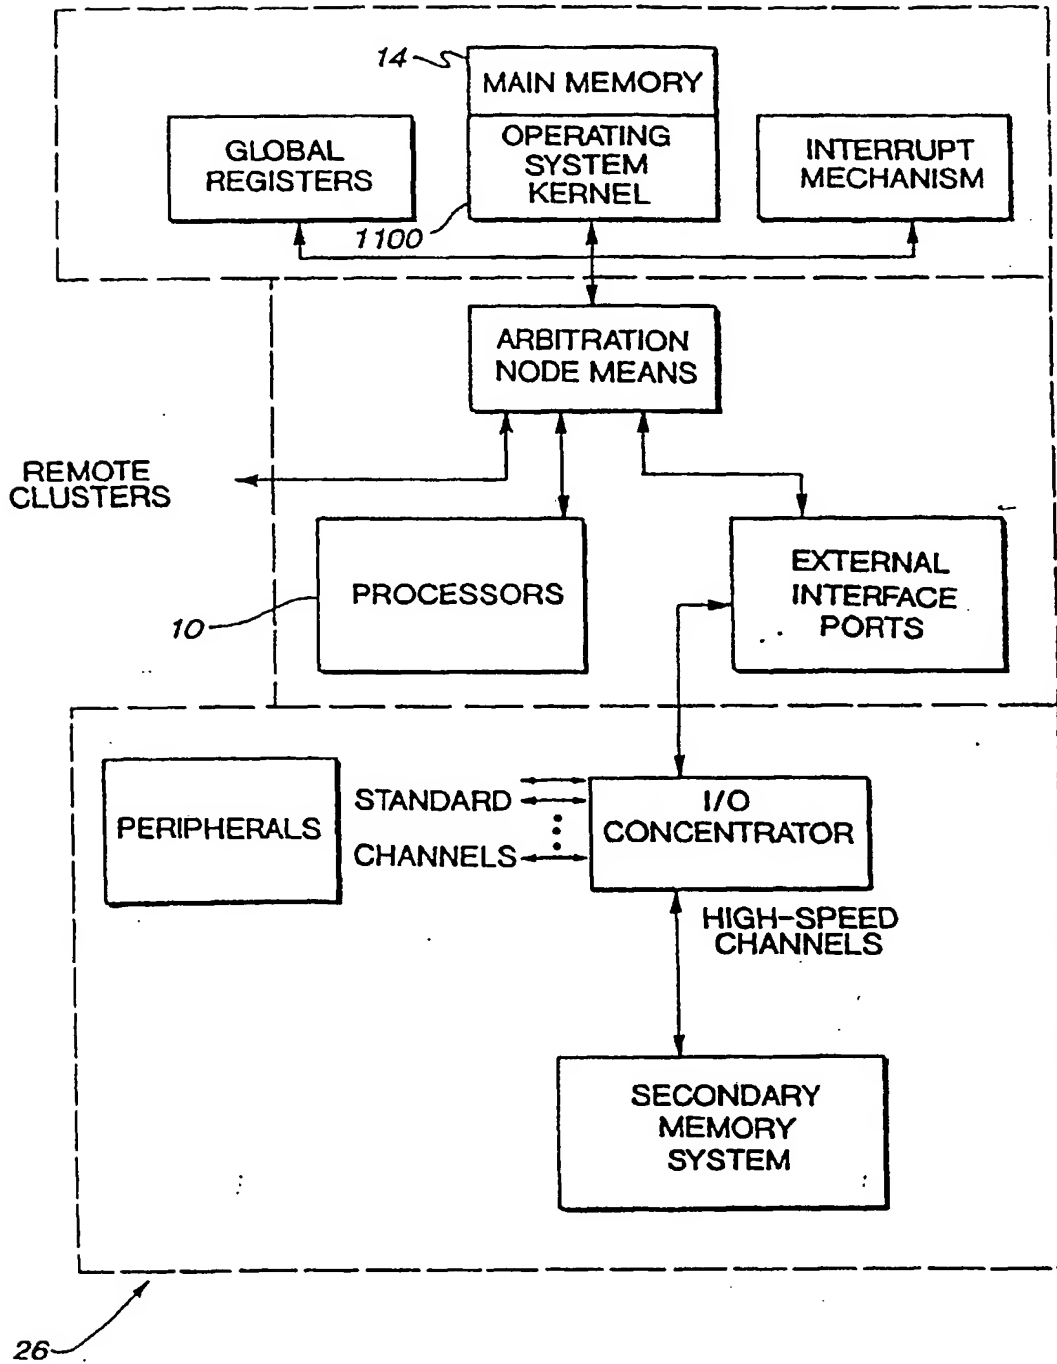 14
MAIN MEMORY
GLOBAL
REGISTERS
OPERATING
SYSTEM
KERNEL
INTERRUPT
MECHANISM
1100
ARBITRATION
NODE MEANS
REMOTE
CLUSTERS
PROCESSORS
10
EXTERNAL
INTERFACE
PORTS
PERIPHERALS
STANDARD
CHANNELS
I/O
CONCENTRATOR
HIGH-SPEED
CHANNELS
SECONDARY
MEMORY
SYSTEM
26